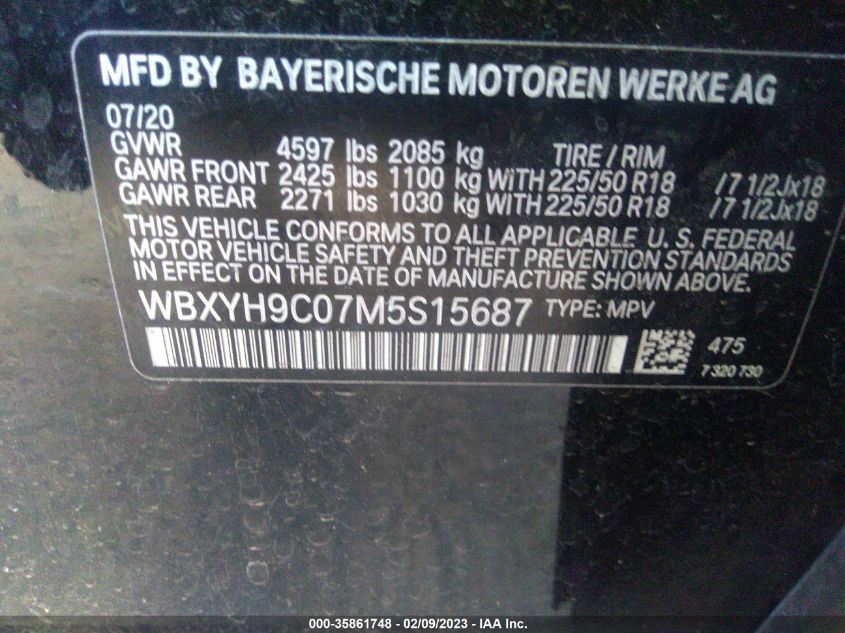 MFD BY BAYERISCHE MOTOREN WERKE AG
07/20
GVWR 4597 lbs 2085 kg TIRE / RIM
GAWR FRONT 2425 lbs 1100 kg WITH 225/50 R18 /7 1/2Jx18
GAWR REAR 2271 lbs 1030 kg WITH 225/50 R18 /7 1/2Jx18
THIS VEHICLE CONFORMS TO ALL APPLICABLE U. S. FEDERAL
MOTOR VEHICLE SAFETY AND THEFT PREVENTION STANDARDS
IN EFFECT ON THE DATE OF MANUFACTURE SHOWN ABOVE.
WBXYH9C07M5S15687 TYPE: MPV
475
7 320 730
000-35861748 - 02/09/2023 - IAA Inc.